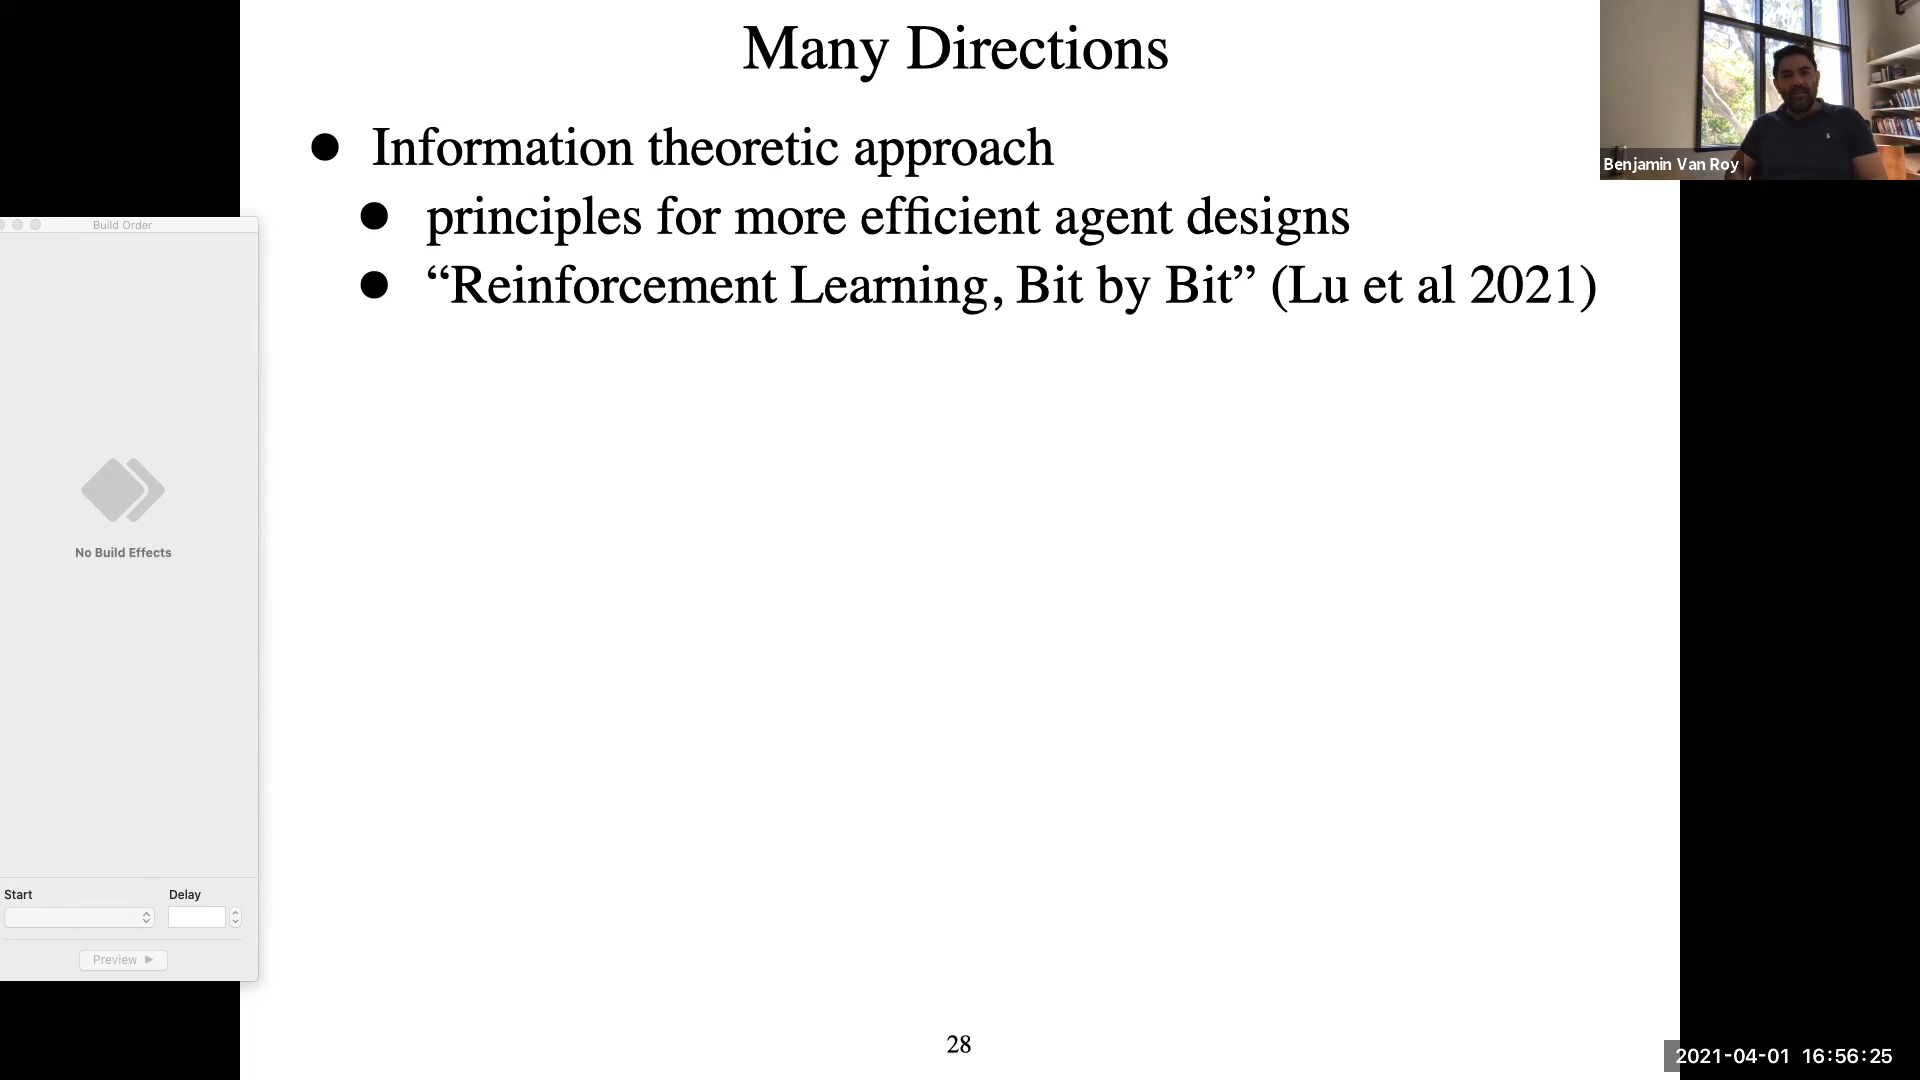 Many Directions
Information theoretic approach
principles for more efficient agent designs
“Reinforcement Learning, Bit by Bit” (Lu et al 2021)
Benjamin Van Roy
Build Order
No Build Effects
Start
Delay
Preview
28
2021-04-01 16:56:25